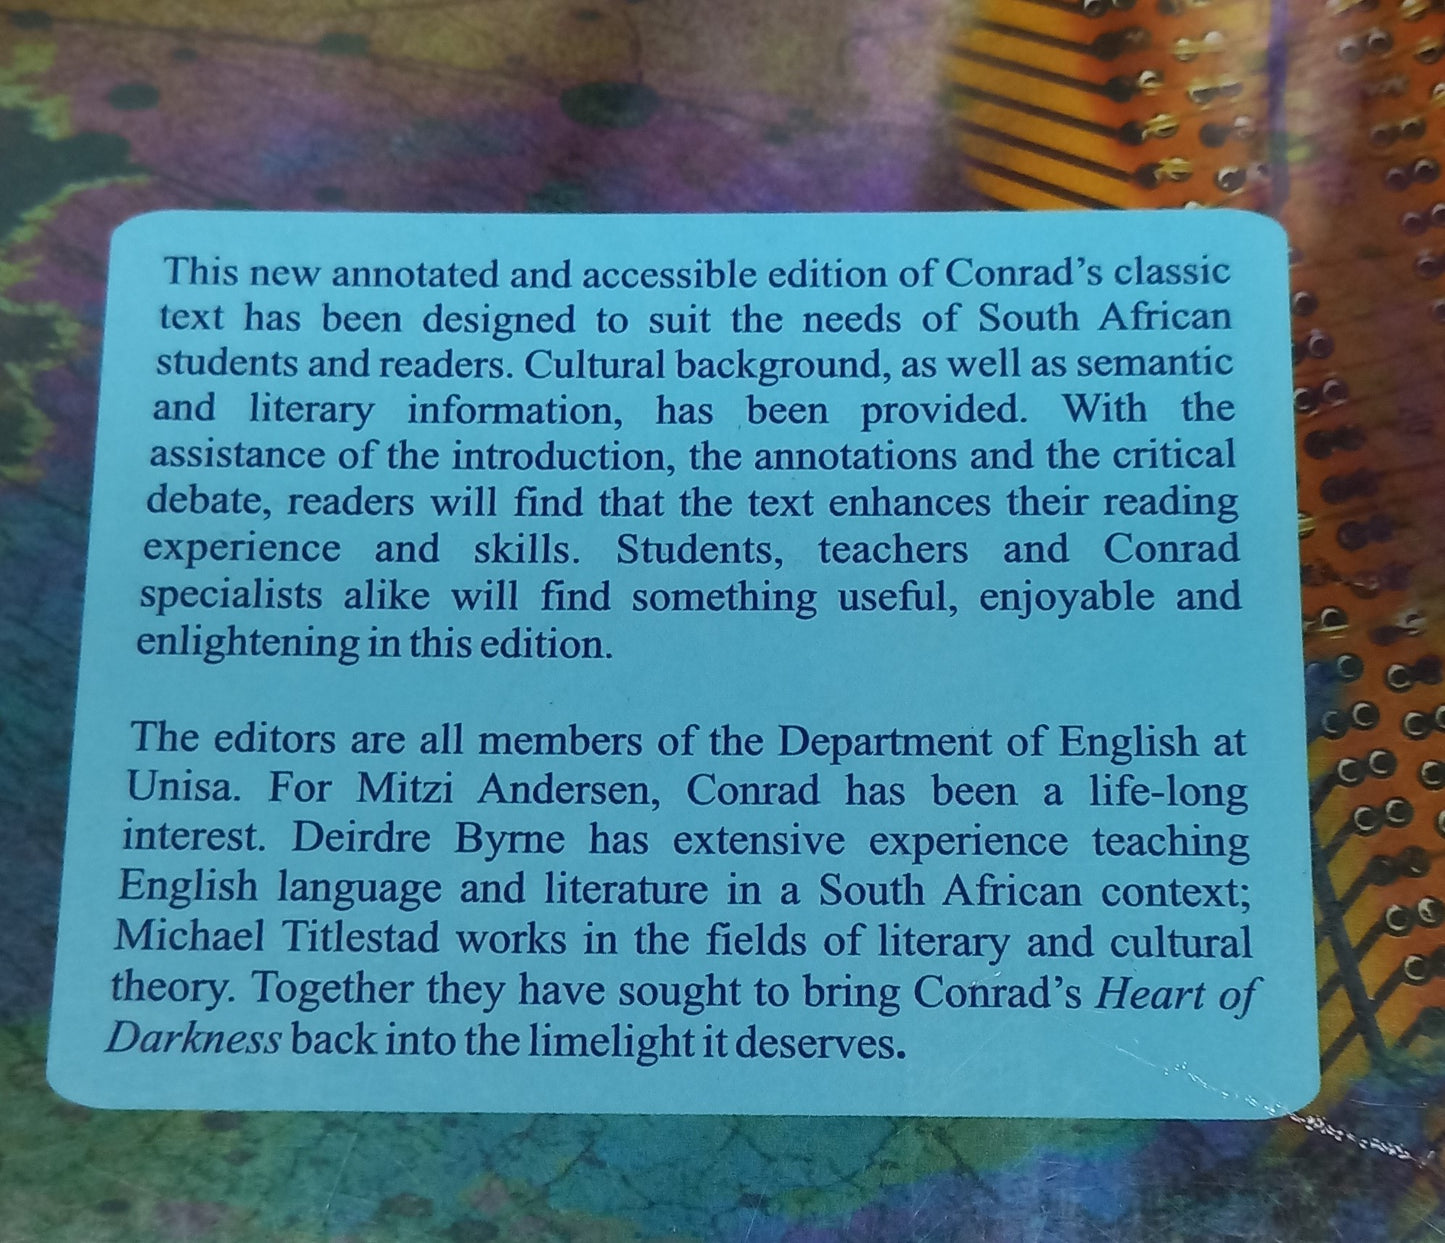 This new annotated and accessible edition of Conrad's classic
text has been designed to suit the needs of South African
students and readers. Cultural background, as well as semantic
and literary information, has been provided. With the
assistance of the introduction, the annotations and the critical
debate, readers will find that the text enhances their reading
experience and skills. Students, teachers and Conrad
specialists alike will find something useful, enjoyable and
enlightening in this edition.
The editors are all members of the Department of English at
Unisa. For Mitzi Andersen, Conrad has been a life-long
interest. Deirdre Byrne has extensive experience teaching
English language and literature in a South African context;
Michael Titlestad works in the fields of literary and cultural
theory. Together they have sought to bring Conrad's Heart of
Darkness back into the limelight it deserves.